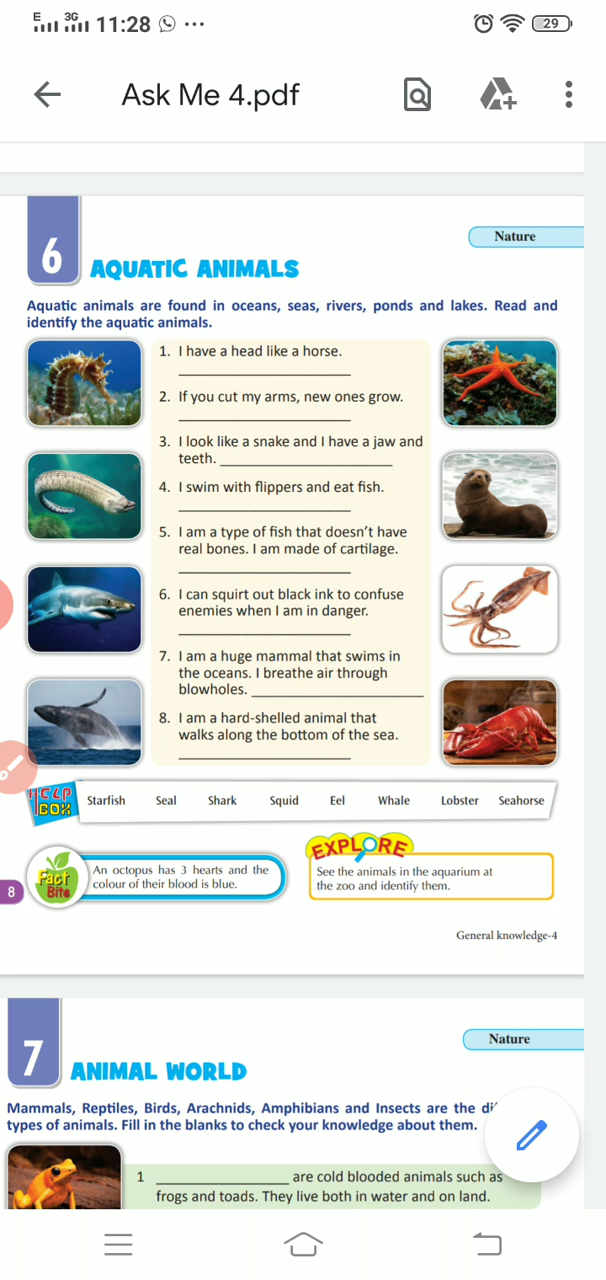 E 3G 11:28 ...
29
Ask Me 4.pdf
6
AQUATIC ANIMALS
Nature
Aquatic animals are found in oceans, seas, rivers, ponds and lakes. Read and
identify the aquatic animals.
1. I have a head like a horse.
2. If you cut my arms, new ones grow.
3. I look like a snake and I have a jaw and
teeth.
4. I swim with flippers and eat fish.
5. I am a type of fish that doesn't have
real bones. I am made of cartilage.
6. I can squirt out black ink to confuse
enemies when I am in danger.
7. I am a huge mammal that swims in
the oceans. I breathe air through
blowholes.
8. I am a hard-shelled animal that
walks along the bottom of the sea.
HELP
BOX
Starfish Seal Shark Squid Eel Whale Lobster Seahorse
Fact
Bite
An octopus has 3 hearts and the
colour of their blood is blue.
EXPLORE
See the animals in the aquarium at
the zoo and identify them.
8
General knowledge-4
7
ANIMAL WORLD
Nature
Mammals, Reptiles, Birds, Arachnids, Amphibians and Insects are the
types of animals. Fill in the blanks to check your knowledge about them.
1 are cold blooded animals such as
frogs and toads. They live both in water and on land.